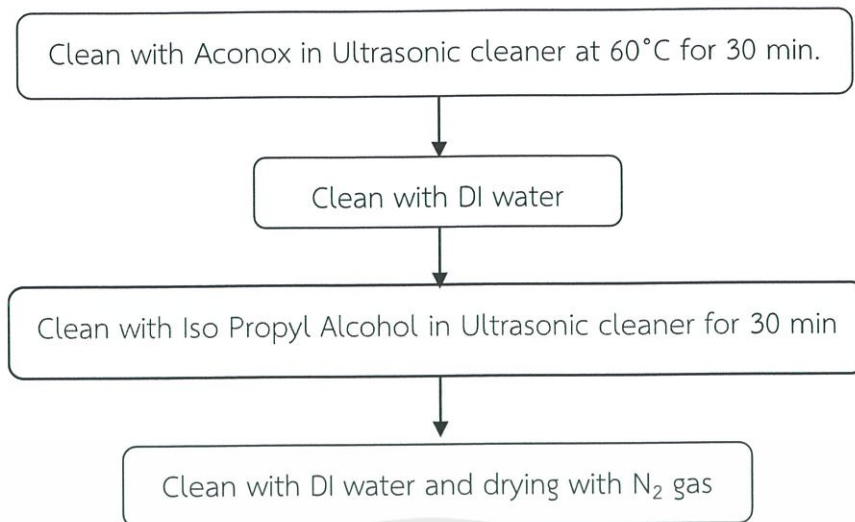 Clean with Aconox in Ultrasonic cleaner at 60°C for 30 min.
Clean with DI water
Clean with Iso Propyl Alcohol in Ultrasonic cleaner for 30 min
Clean with DI water and drying with N₂ gas